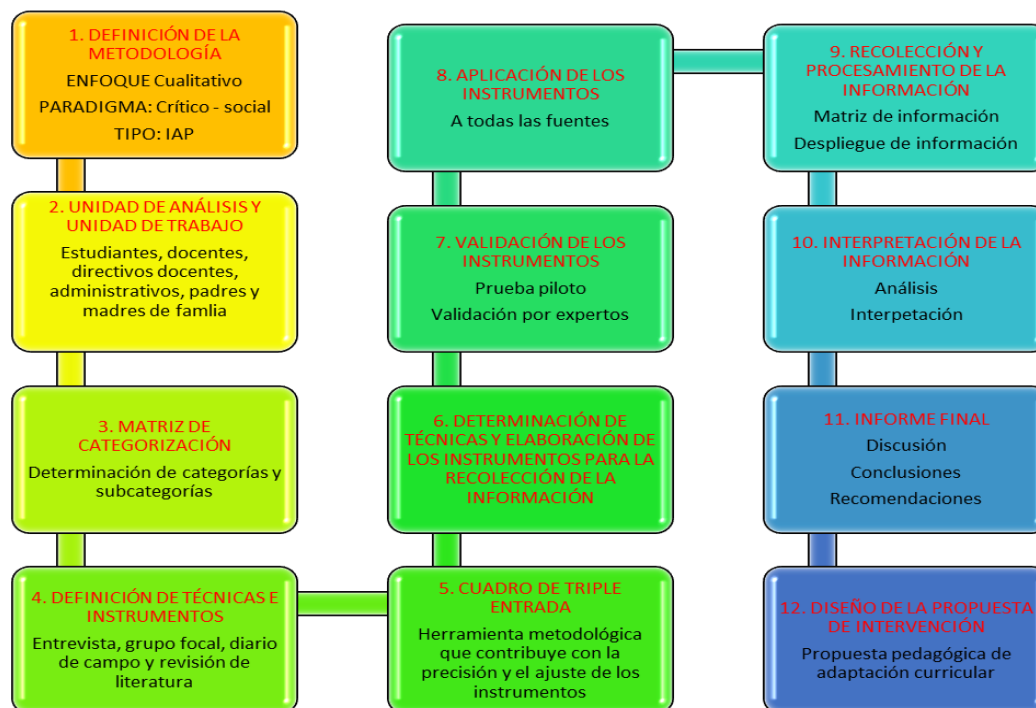 1. DEFINICIÓN DE LA
METODOLOGÍA
ENFOQUE Cualitativo
PARADIGMA: Crítico - social
TIPO: IAP
2. UNIDAD DE ANÁLISIS Y
UNIDAD DE TRABAJO
Estudiantes, docentes,
directivos docentes,
administrativos, padres y
madres de famlia
3. MATRIZ DE
CATEGORIZACIÓN
Determinación de categorías y
subcategorías
4. DEFINICIÓN DE TÉCNICAS E
INSTRUMENTOS
Entrevista, grupo focal, diario
de campo y revisión de
literatura
5. CUADRO DE TRIPLE
ENTRADA
Herramienta metodológica
que contribuye con la
precisión y el ajuste de los
instrumentos
6. DETERMINACIÓN DE
TÉCNICAS Y ELABORACIÓN DE
LOS INSTRUMENTOS PARA LA
RECOLECCIÓN DE LA
INFORMACIÓN
7. VALIDACIÓN DE LOS
INSTRUMENTOS
Prueba piloto
Validación por expertos
8. APLICACIÓN DE LOS
INSTRUMENTOS
A todas las fuentes
9. RECOLECCIÓN Y
PROCESAMIENTO DE LA
INFORMACIÓN
Matriz de información
Despliegue de información
10. INTERPRETACIÓN DE LA
INFORMACIÓN
Análisis
Interpetación
11. INFORME FINAL
Discusión
Conclusiones
Recomendaciones
12. DISEÑO DE LA PROPUESTA
DE INTERVENCIÓN
Propuesta pedagógica de
adaptación curricular